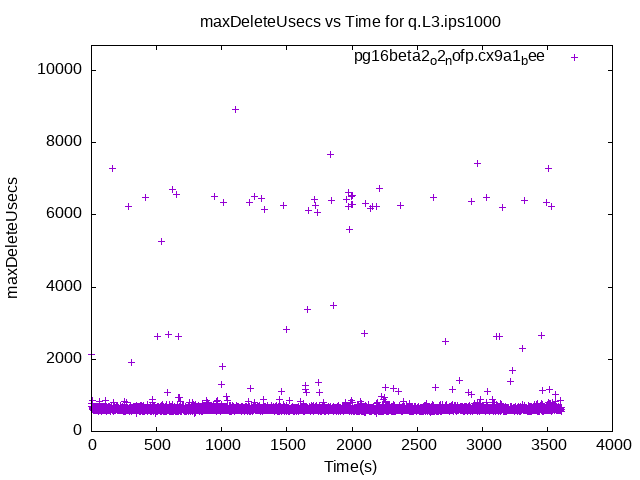 maxDeleteUsecs vs Time for q.L3.ips1000
pg16beta2_o2_nofp.cx9a1_bee
10000
8000
6000
4000
2000
0
maxDeleteUsecs
0 500 1000 1500 2000 2500 3000 3500 4000
Time(s)